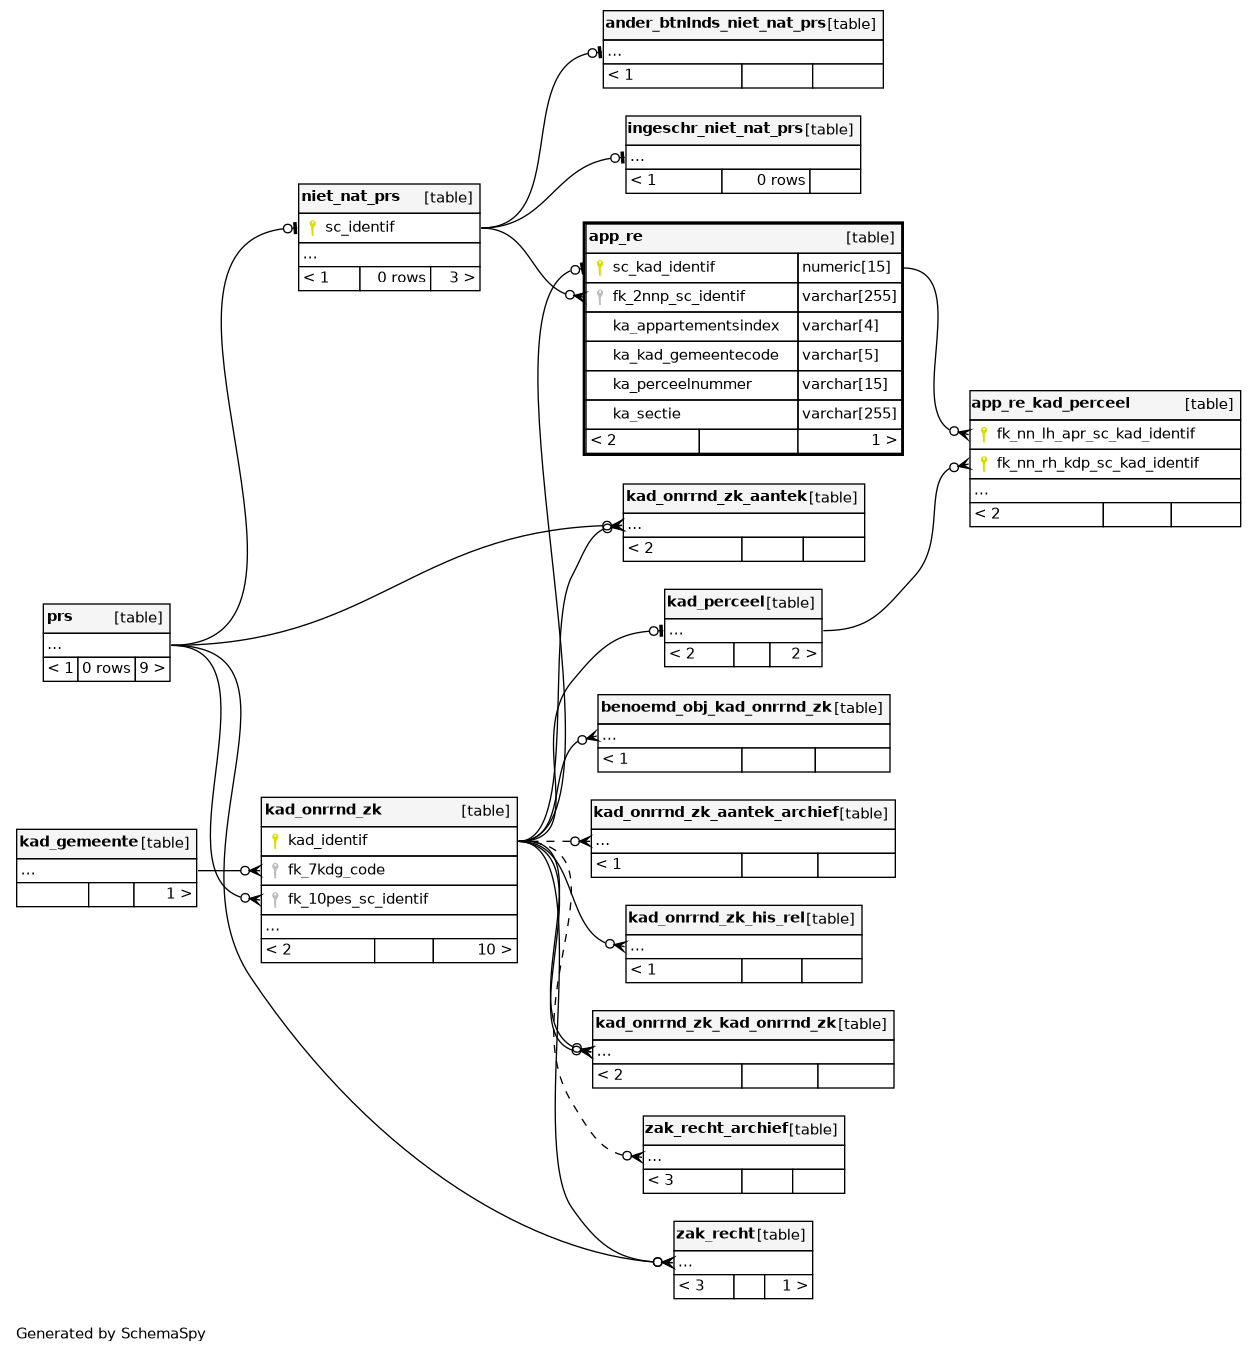 ander_btnlnds_niet_nat_prs [table]
...
< 1
ingeschr_niet_nat_prs [table]
...
< 1 0 rows
niet_nat_prs [table]
sc_identif
...
< 1 0 rows 3 >
app_re [table]
sc_kad_identif numeric[15]
fk_2nnp_sc_identif varchar[255]
ka_appartementsindex varchar[4]
ka_kad_gemeentecode varchar[5]
ka_perceelnummer varchar[15]
ka_sectie varchar[255]
< 2 1 >
app_re_kad_perceel [table]
fk_nn_lh_apr_sc_kad_identif
fk_nn_rh_kdp_sc_kad_identif
...
< 2
kad_onrrnd_zk_aantek [table]
...
< 2
kad_perceel [table]
...
< 2 2 >
prs [table]
...
< 1 0 rows 9 >
benoemd_obj_kad_onrrnd_zk [table]
...
< 1
kad_onrrnd_zk [table]
kad_identif
fk_7kdg_code
fk_10pes_sc_identif
...
< 2 10 >
kad_gemeente [table]
...
1 >
kad_onrrnd_zk_aantek_archief [table]
...
< 1
kad_onrrnd_zk_his_rel [table]
...
< 1
kad_onrrnd_zk_kad_onrrnd_zk [table]
...
< 2
zak_recht_archief [table]
...
< 3
zak_recht [table]
...
< 3 1 >
Generated by SchemaSpy